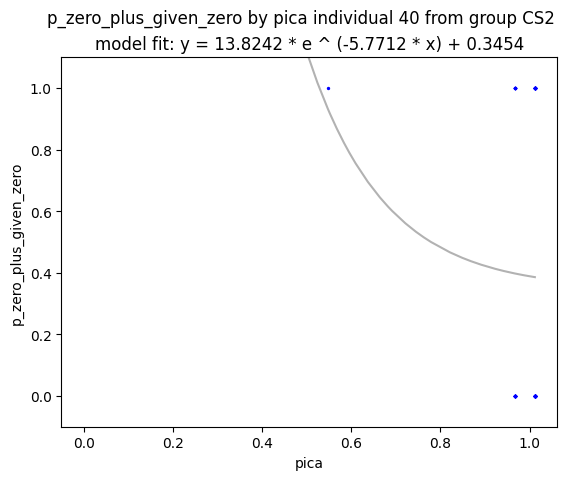 p_zero_plus_given_zero by pica individual 40 from group CS2
model fit: y = 13.8242 * e ^ (-5.7712 * x) + 0.3454
1.0
0.8
0.6
0.4
0.2
0.0
p_zero_plus_given_zero
0.0 0.2 0.4 0.6 0.8 1.0
pica